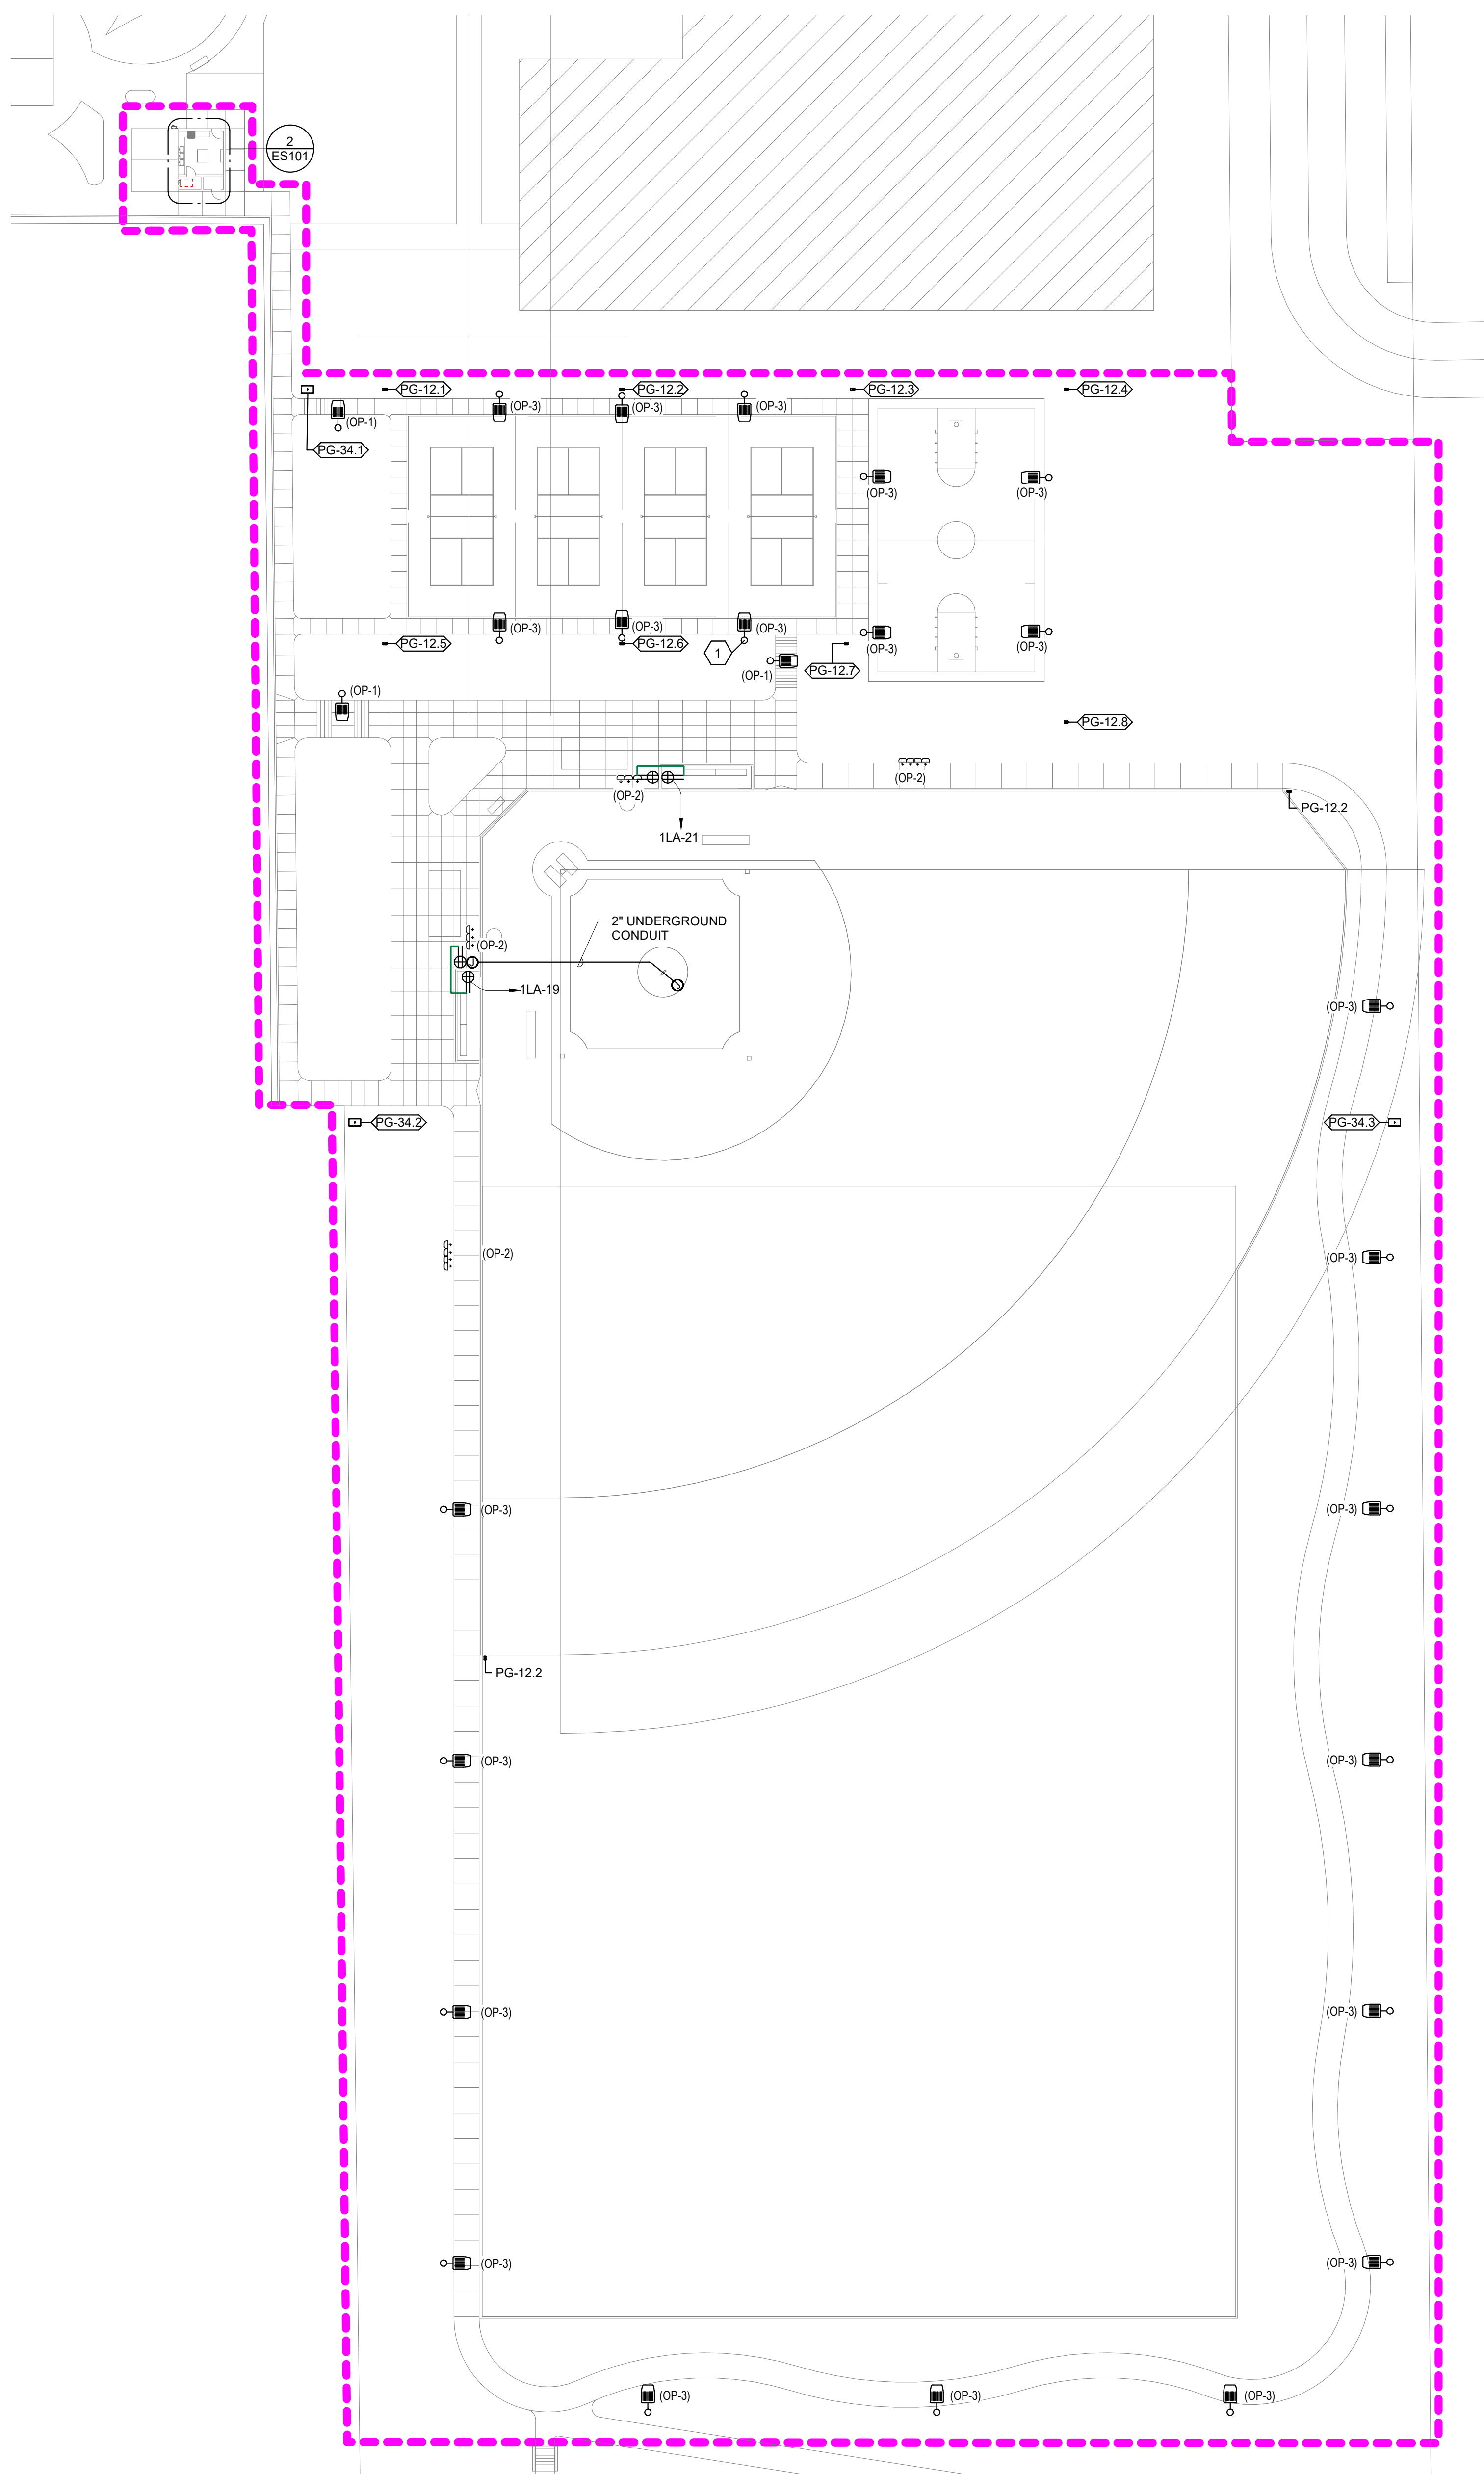 2
ES101
PG-12.1
PG-12.2
PG-12.3
PG-12.4
(OP-1)
(OP-3)
(OP-3)
(OP-3)
PG-34.1
(OP-3)
(OP-3)
(OP-3)
(OP-3)
(OP-3)
PG-12.5
PG-12.6
1
PG-12.7
(OP-3)
(OP-3)
(OP-1)
(OP-1)
PG-12.8
(OP-2)
(OP-2)
PG-12.2
1LA-21
2" UNDERGROUND
CONDUIT
(OP-2)
J
1LA-19
J
(OP-3)
PG-34.2
PG-34.3
(OP-2)
(OP-3)
(OP-3)
(OP-3)
PG-12.2
(OP-3)
(OP-3)
(OP-3)
(OP-3)
(OP-3)
(OP-3)
(OP-3)
(OP-3)
(OP-3)